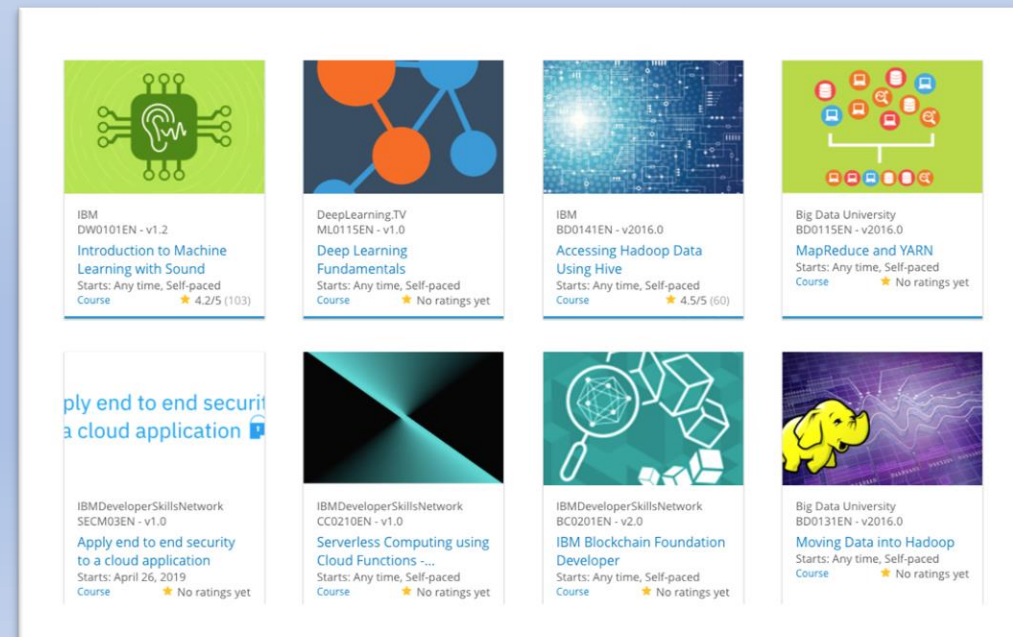 IBM
DW0101EN - v1.2
Introduction to Machine
Learning with Sound
Starts: Any time, Self-paced
Course 4.2/5 (103)
DeepLearning.TV
ML0115EN - v1.0
Deep Learning
Fundamentals
Starts: Any time, Self-paced
Course No ratings yet
IBM
BD0141EN - v2016.0
Accessing Hadoop Data
Using Hive
Starts: Any time, Self-paced
Course 4.5/5 (60)
Big Data University
BD0115EN - v2016.0
MapReduce and YARN
Starts: Any time, Self-paced
Course No ratings yet
ply end to end securit
a cloud application
IBMDeveloperSkillsNetwork
SECM03EN - v1.0
Apply end to end security
to a cloud application
Starts: April 26, 2019
Course No ratings yet
IBMDeveloperSkillsNetwork
CC0210EN - v1.0
Serverless Computing using
Cloud Functions -...
Starts: Any time, Self-paced
Course No ratings yet
IBMDeveloperSkillsNetwork
BC0201EN - v2.0
IBM Blockchain Foundation
Developer
Starts: Any time, Self-paced
Course No ratings yet
Big Data University
BD0131EN - v2016.0
Moving Data into Hadoop
Starts: Any time, Self-paced
Course No ratings yet